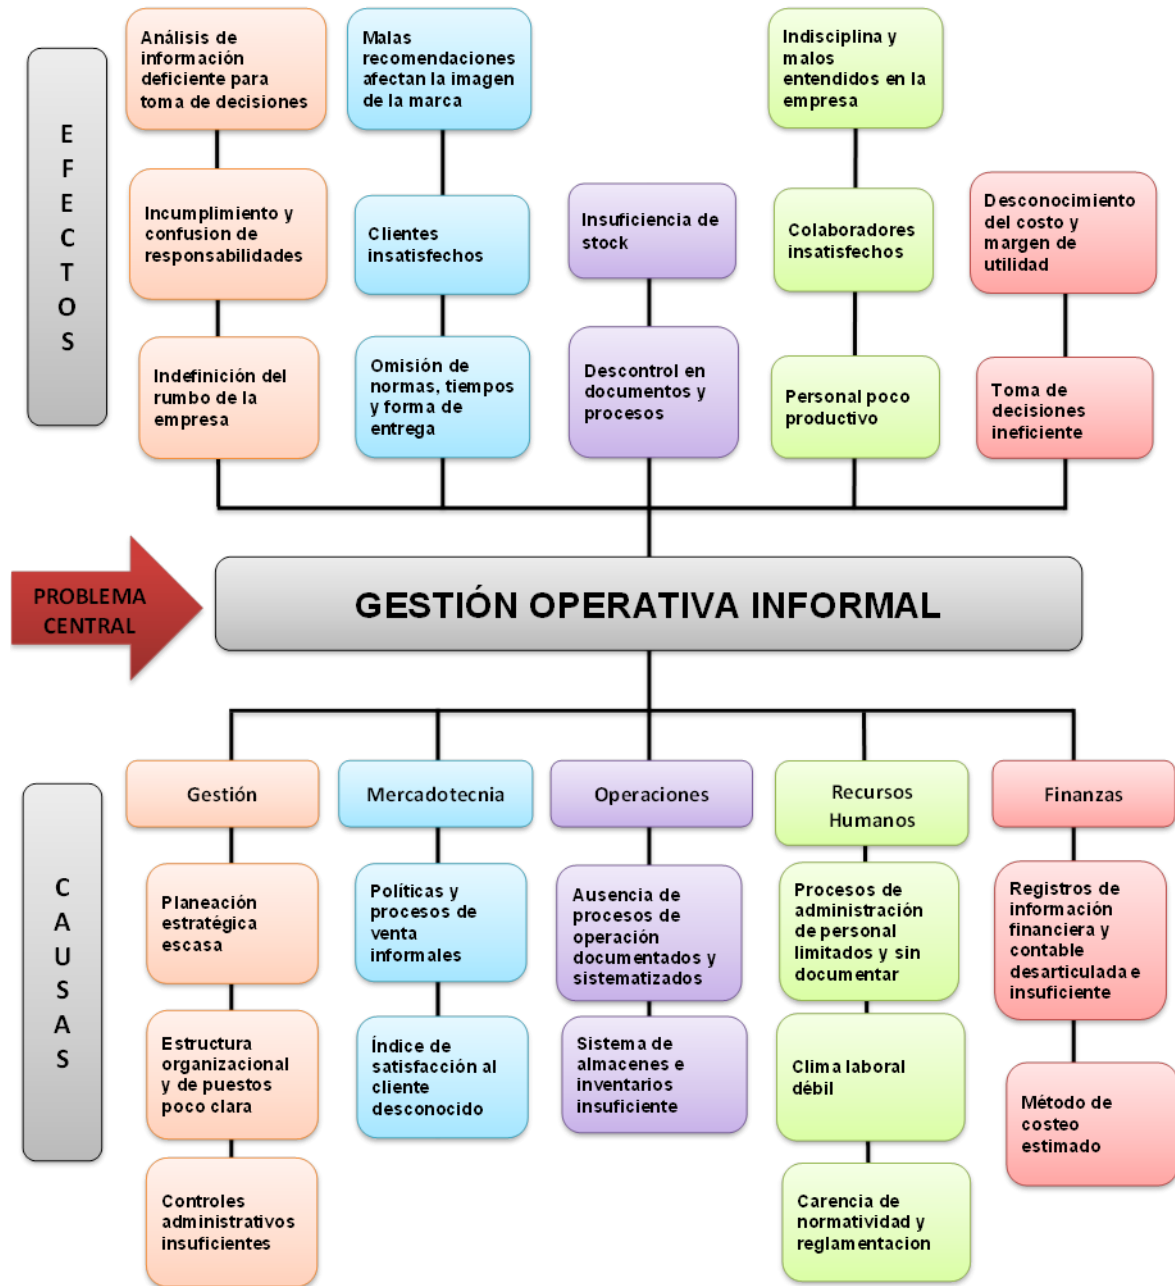 EFECTOS
Análisis de
información
deficiente para
toma de decisiones
Malas
recomendaciones
afectan la imagen
de la marca
Indisciplina y
malos
entendidos en la
empresa
Incumplimiento y
confusion de
responsabilidades
Clientes
insatisfechos
Insuficiencia de
stock
Colaboradores
insatisfechos
Desconocimiento
del costo y
margen de
utilidad
Indefinición del
rumbo de la
empresa
Omisión de
normas, tiempos
y forma de
entrega
Descontrol en
documentos y
procesos
Personal poco
productivo
Toma de
decisiones
ineficiente
PROBLEMA
CENTRAL
GESTIÓN OPERATIVA INFORMAL
CAUSAS
Gestión
Mercadotecnia
Operaciones
Recursos
Humanos
Finanzas
Planeación
estratégica
escasa
Políticas y
procesos de
venta
informales
Ausencia de
procesos de
operación
documentados y
sistematizados
Procesos de
administración
de personal
limitados y sin
documentar
Registros de
información
financiera y
contable
desarticulada e
insuficiente
Estructura
organizacional
y de puestos
poco clara
Índice de
satisfacción al
cliente
desconocido
Sistema de
almacenes e
inventarios
insuficiente
Clima laboral
débil
Método de
costeo
estimado
Controles
administrativos
insuficientes
Carencia de
normatividad y
reglamentacion